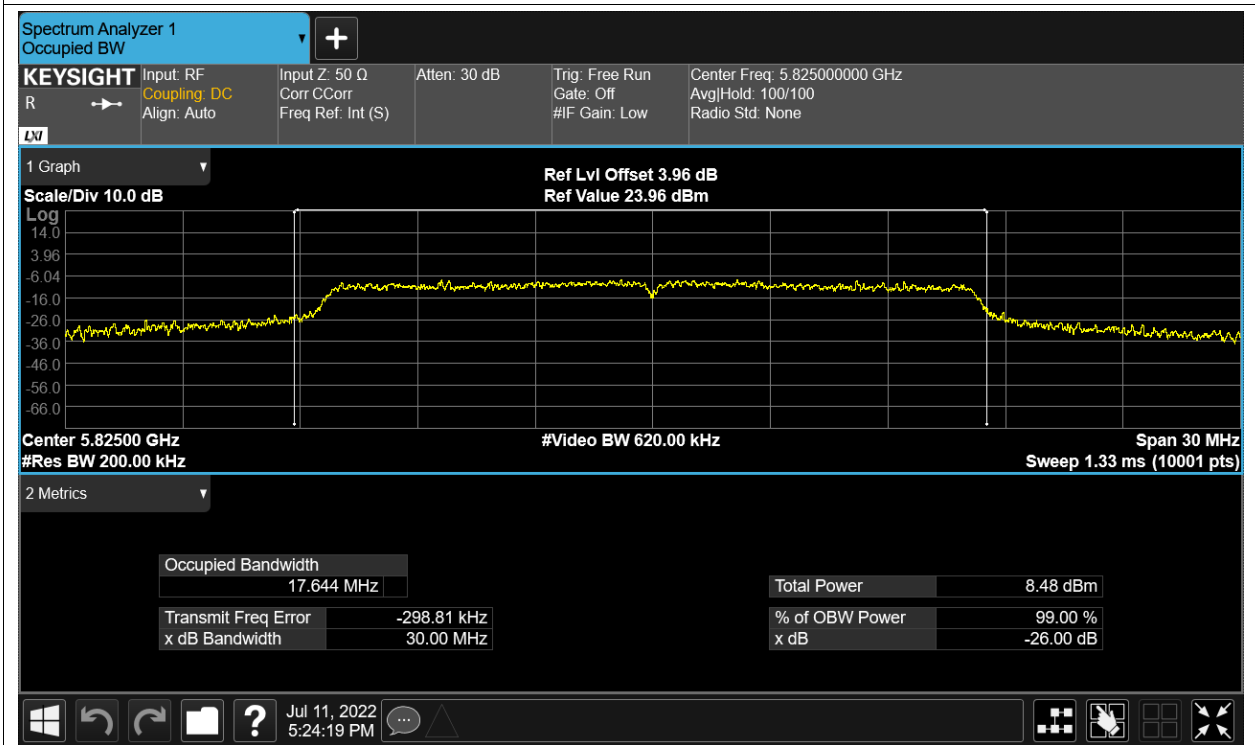 Spectrum Analyzer 1
Occupied BW
KEYSIGHT
R
LXI
Input: RF
Coupling: DC
Align: Auto
Input Z: 50 Ω
Corr CCorr
Freq Ref: Int (S)
Atten: 30 dB
Trig: Free Run
Gate: Off
#IF Gain: Low
Center Freq: 5.825000000 GHz
Avg|Hold: 100/100
Radio Std: None
1 Graph
Scale/Div 10.0 dB
Ref Lvl Offset 3.96 dB
Ref Value 23.96 dBm
Log
14.0
3.96
-6.04
-16.0
-26.0
-36.0
-46.0
-56.0
-66.0
Center 5.82500 GHz
#Video BW 620.00 kHz
Span 30 MHz
#Res BW 200.00 kHz
Sweep 1.33 ms (10001 pts)
2 Metrics
Occupied Bandwidth
17.644 MHz
Transmit Freq Error -298.81 kHz
x dB Bandwidth 30.00 MHz
Total Power 8.48 dBm
% of OBW Power 99.00 %
x dB -26.00 dB
?
Jul 11, 2022
5:24:19 PM